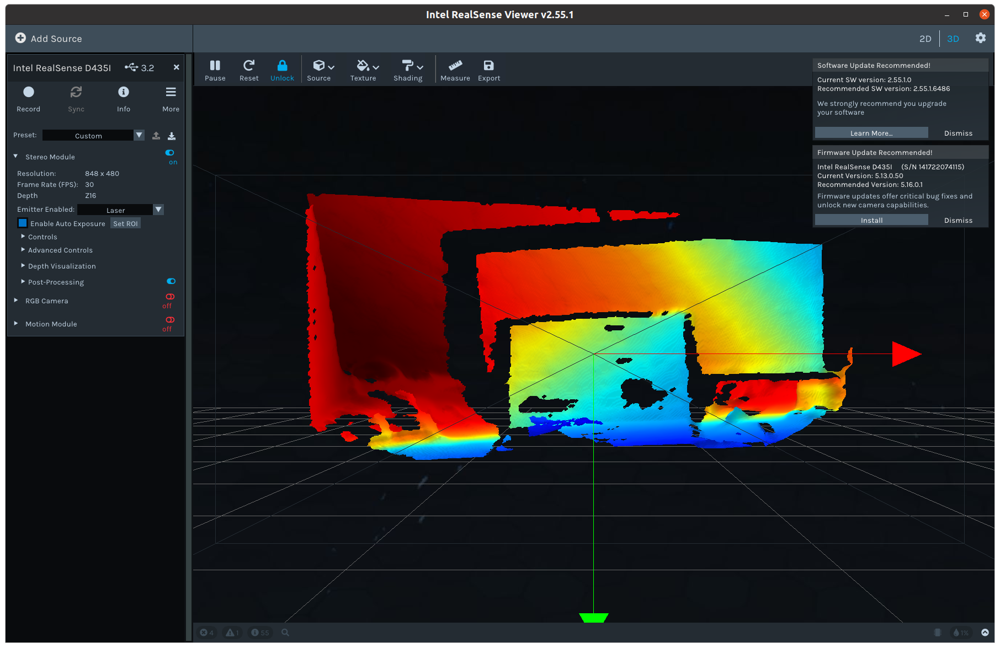 Intel RealSense Viewer v2.55.1
Add Source
2D
3D
Intel RealSense D435I
3.2
Record
Sync
Info
More
Preset:
Custom
Stereo Module
on
Resolution: 848 x 480
Frame Rate (FPS): 30
Depth Z16
Emitter Enabled: Laser
Enable Auto Exposure
Set ROI
Controls
Advanced Controls
Depth Visualization
Post-Processing
RGB Camera
off
Motion Module
off
Pause
Reset
Unlock
Source
Texture
Shading
Measure
Export
Software Update Recommended!
Current SW version: 2.55.1.0
Recommended SW version: 2.55.1.6486
We strongly recommend you upgrade
your software
Learn More...
Dismiss
Firmware Update Recommended!
Intel RealSense D435I (S/N 141722074115)
Current Version: 5.13.0.50
Recommended Version: 5.16.0.1
Firmware updates offer critical bug fixes and
unlock new camera capabilities.
Install
Dismiss
4
1
55
1%